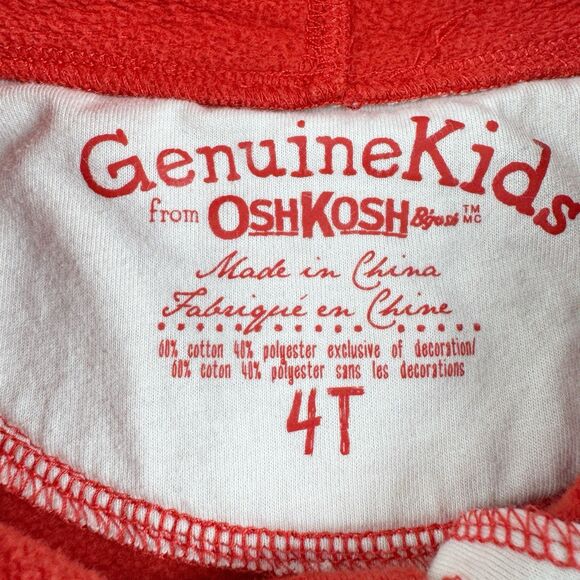 GenuineKids
from OSHKOSH B'gosh TM MC
Made in China
Fabriqué en Chine
60% cotton 40% polyester exclusive of decoration/
60% coton 40% polyester sans les decorations
4T